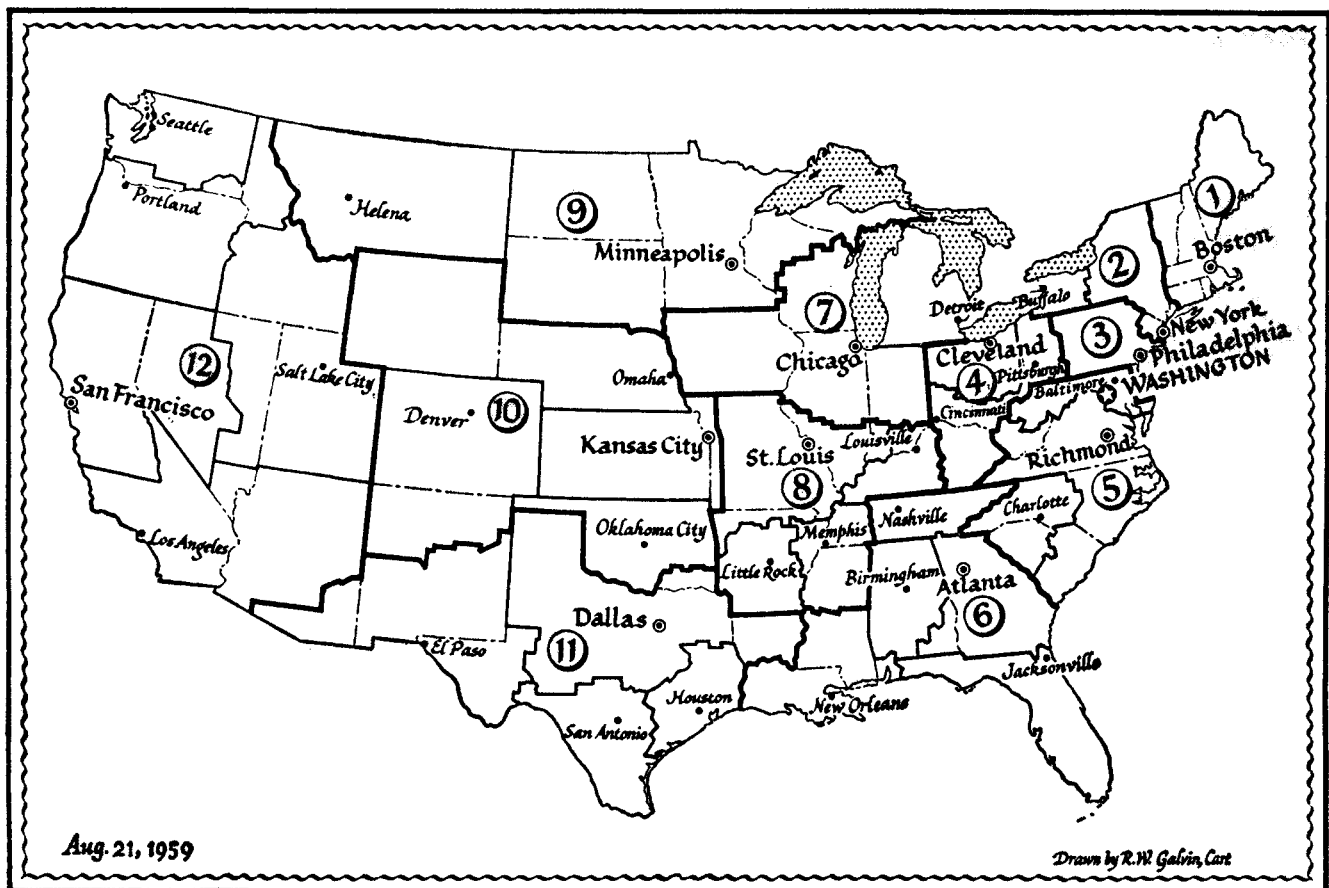 Seattle
Portland
Helena
9
Minneapolis
1
Boston
2
Detroit
Buffalo
7
Chicago
Cleveland
3
New York
Philadelphia
Pittsburgh
4
Baltimore
WASHINGTON
Cincinnati
12
Salt Lake City
San Francisco
Omaha
Denver
10
Kansas City
St. Louis
Louisville
Richmond
8
5
Los Angeles
Oklahoma City
Memphis
Nashville
Charlotte
Little Rock
Birmingham
Atlanta
6
Dallas
11
El Paso
Houston
San Antonio
New Orleans
Jacksonville
Aug. 21, 1959
Drawn by R.W. Galvin, Cart